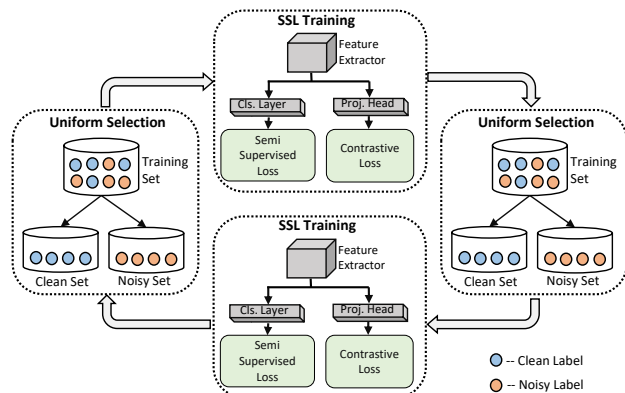 SSL Training
Feature
Extractor
Cls. Layer
Proj. Head
Semi
Supervised
Loss
Contrastive
Loss
Uniform Selection
Training
Set
Clean Set
Noisy Set
Uniform Selection
Training
Set
Clean Set
Noisy Set
SSL Training
Feature
Extractor
Cls. Layer
Proj. Head
Semi
Supervised
Loss
Contrastive
Loss
-- Clean Label
-- Noisy Label